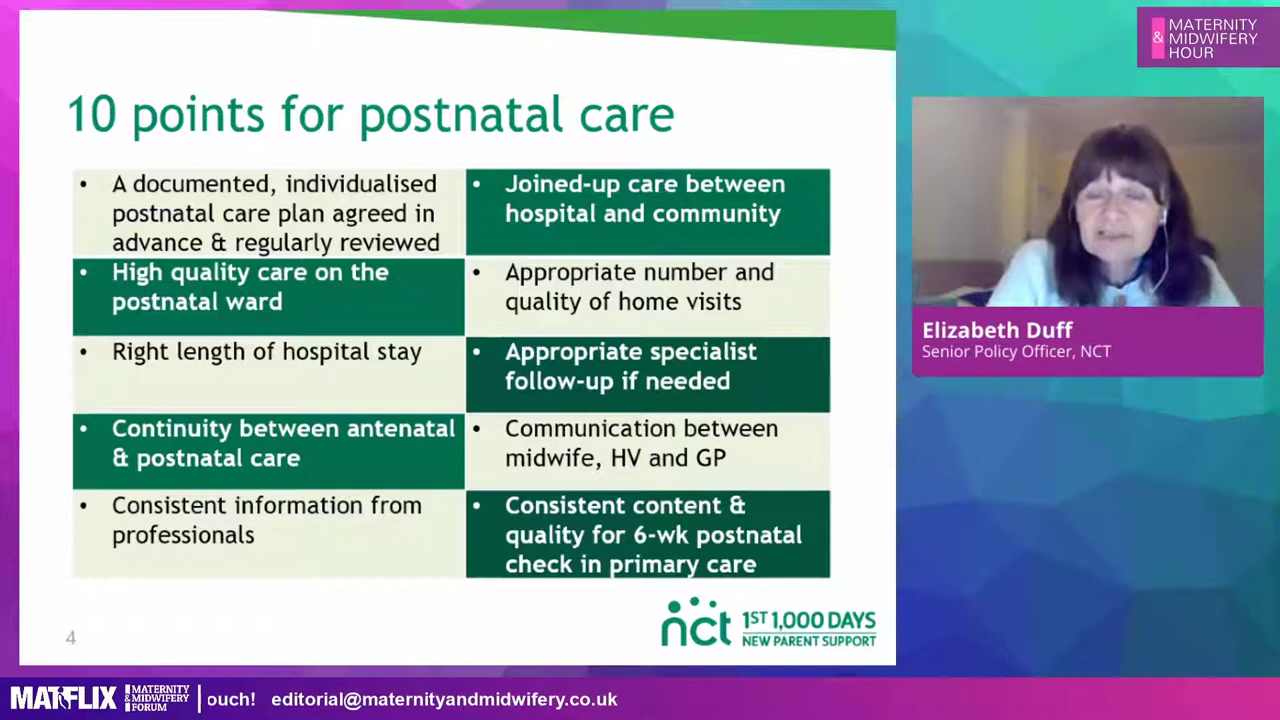 10 points for postnatal care
• A documented, individualised
postnatal care plan agreed in
advance & regularly reviewed
• Joined-up care between
hospital and community
• High quality care on the
postnatal ward
• Appropriate number and
quality of home visits
• Right length of hospital stay
• Appropriate specialist
follow-up if needed
• Continuity between antenatal
& postnatal care
• Communication between
midwife, HV and GP
• Consistent information from
professionals
• Consistent content &
quality for 6-wk postnatal
check in primary care
4
nct 1ST 1,000 DAYS
NEW PARENT SUPPORT
MATERNITY
& MIDWIFERY
HOUR
Elizabeth Duff
Senior Policy Officer, NCT
MATFLIX
MATERNITY
& MIDWIFERY
FORUM
ouch! editorial@maternityandmidwifery.co.uk